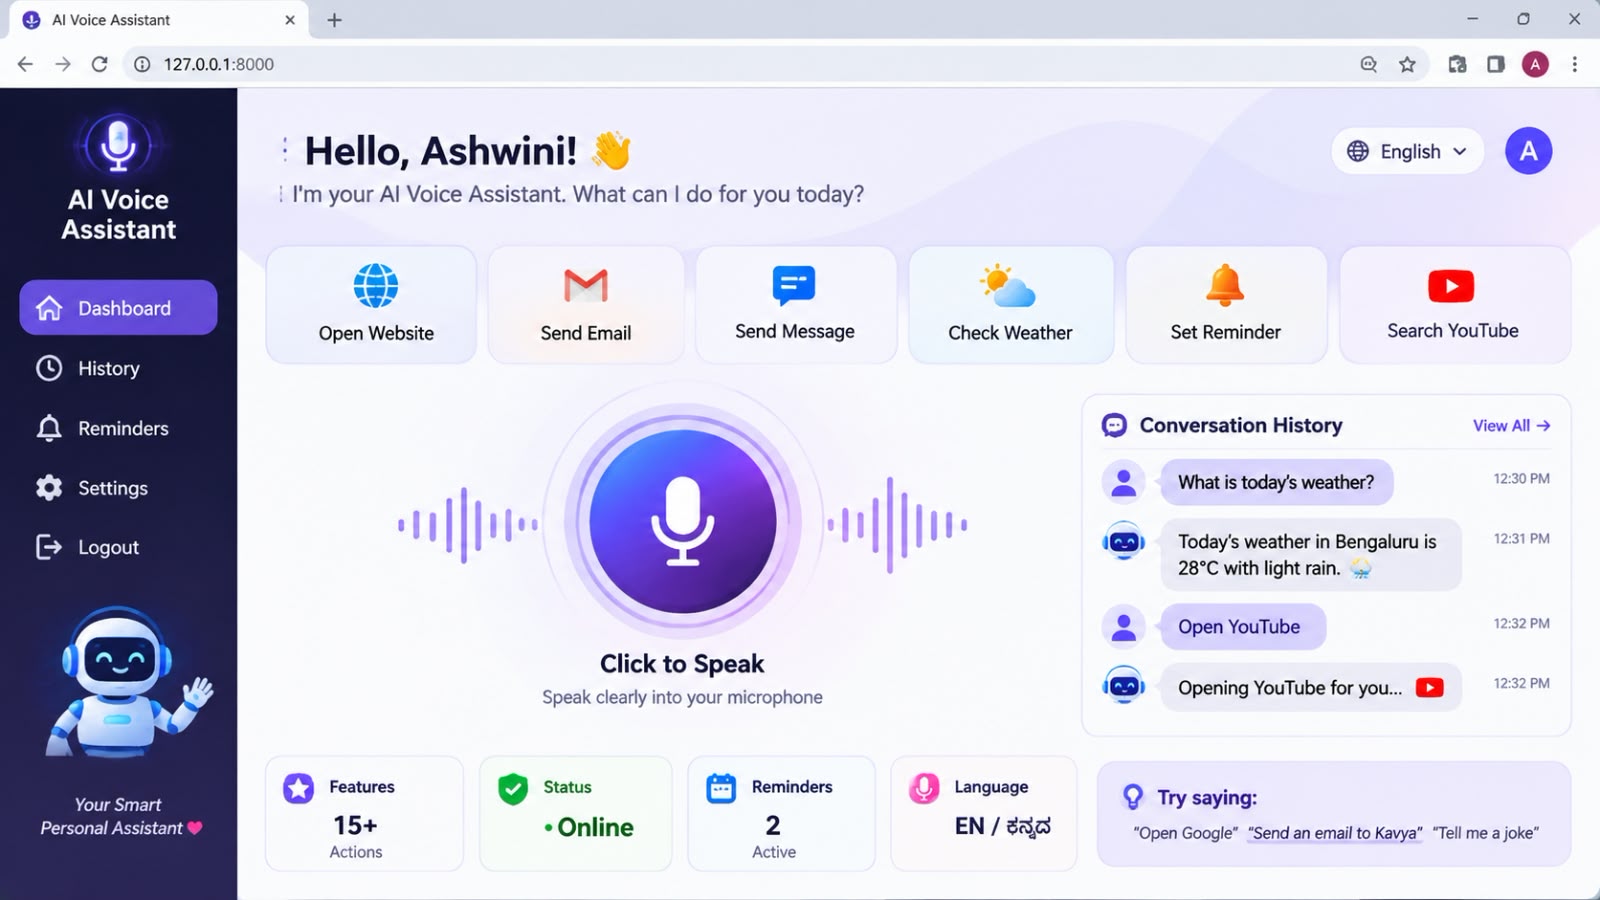 AI Voice Assistant
127.0.0.1:8000
A
AI Voice
Assistant
Dashboard
History
Reminders
Settings
Logout
Your Smart
Personal Assistant
Hello, Ashwini!
I'm your AI Voice Assistant. What can I do for you today?
English
A
Open Website
Send Email
Send Message
Check Weather
Set Reminder
Search YouTube
Click to Speak
Speak clearly into your microphone
Conversation History
View All →
What is today's weather?
12:30 PM
Today's weather in Bengaluru is
28°C with light rain.
12:31 PM
Open YouTube
12:32 PM
Opening YouTube for you...
12:32 PM
Features
15+
Actions
Status
• Online
Reminders
2
Active
Language
EN / ಕನ್ನಡ
Try saying:
"Open Google" "Send an email to Kavya" "Tell me a joke"